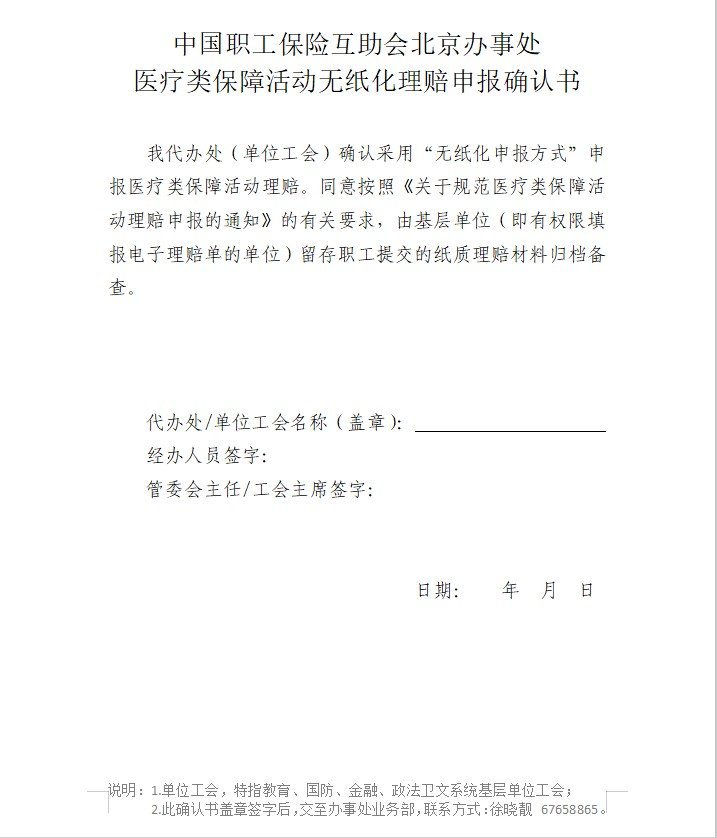 中国职工保险互助会北京办事处
医疗类保障活动无纸化理赔申报确认书
我代办处（单位工会）确认采用“无纸化申报方式”申
报医疗类保障活动理赔。同意按照《关于规范医疗类保障活
动理赔申报的通知》的有关要求，由基层单位（即有权限填
报电子理赔单的单位）留存职工提交的纸质理赔材料归档备
查。
代办处/单位工会名称（盖章）：
经办人员签字：
管委会主任/工会主席签字：
日期： 年 月 日
说明：1.单位工会，特指教育、国防、金融、政法卫文系统基层单位工会；
2.此确认书盖章签字后，交至办事处业务部，联系方式：徐晓靓 67658865。